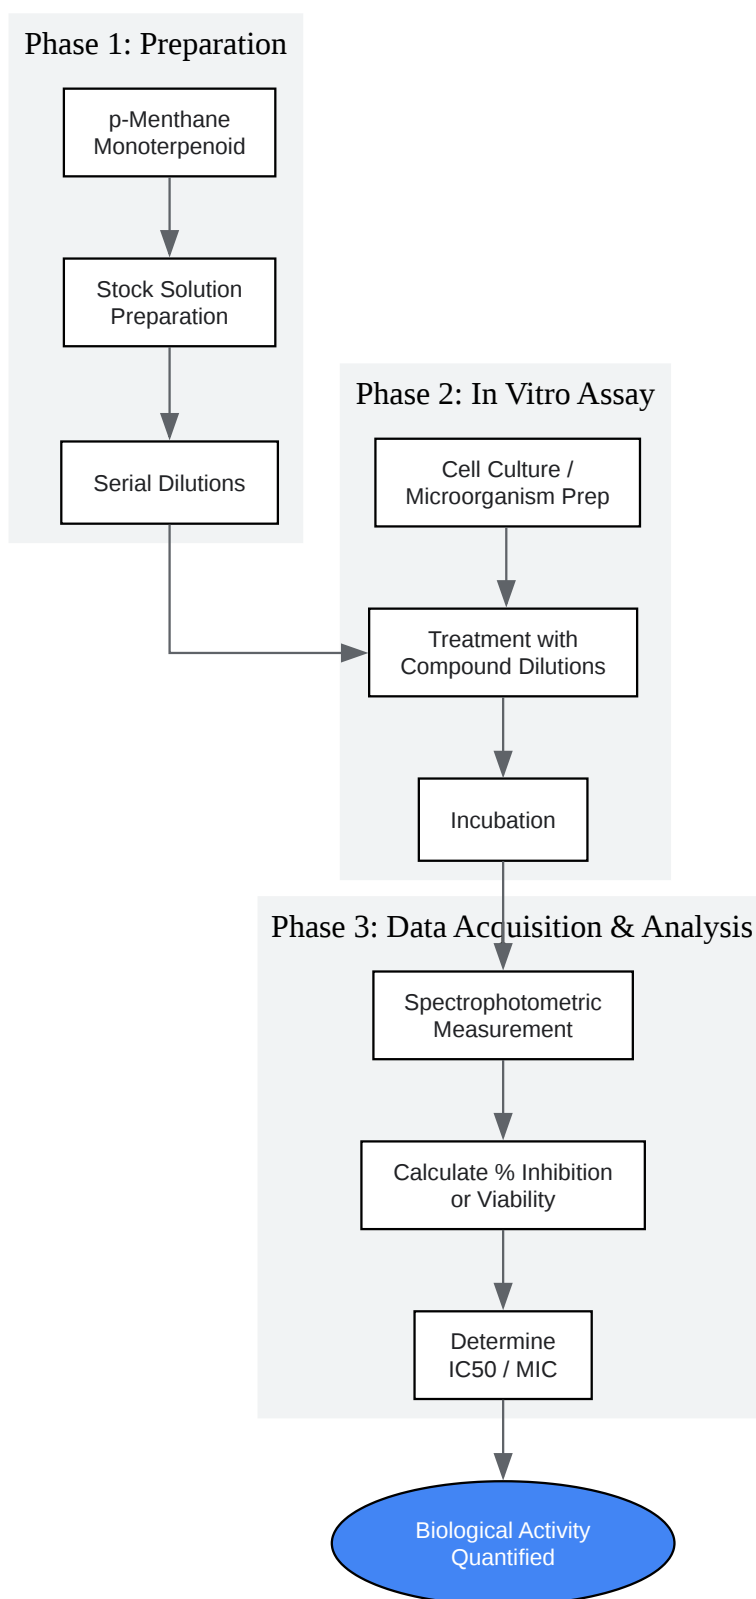 Phase 1: Preparation
p-Menthane
Monoterpenoid
Stock Solution
Preparation
Serial Dilutions
Phase 2: In Vitro Assay
Cell Culture /
Microorganism Prep
Treatment with
Compound Dilutions
Incubation
Phase 3: Data Acquisition & Analysis
Spectrophotometric
Measurement
Calculate % Inhibition
or Viability
Determine
IC50 / MIC
Biological Activity
Quantified